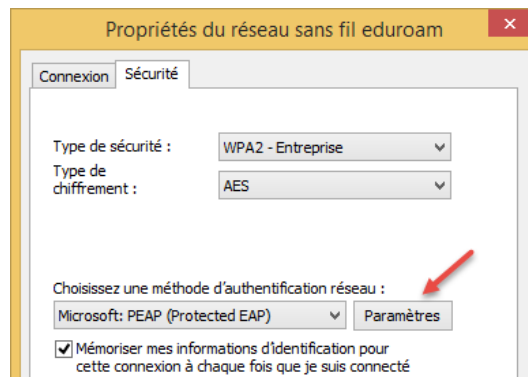 Propriétés du réseau sans fil eduroam
Connexion
Sécurité
Type de sécurité :
WPA2 - Entreprise
Type de
chiffrement :
AES
Choisissez une méthode d'authentification réseau :
Microsoft: PEAP (Protected EAP)
Paramètres
Mémoriser mes informations d'identification pour
cette connexion à chaque fois que je suis connecté